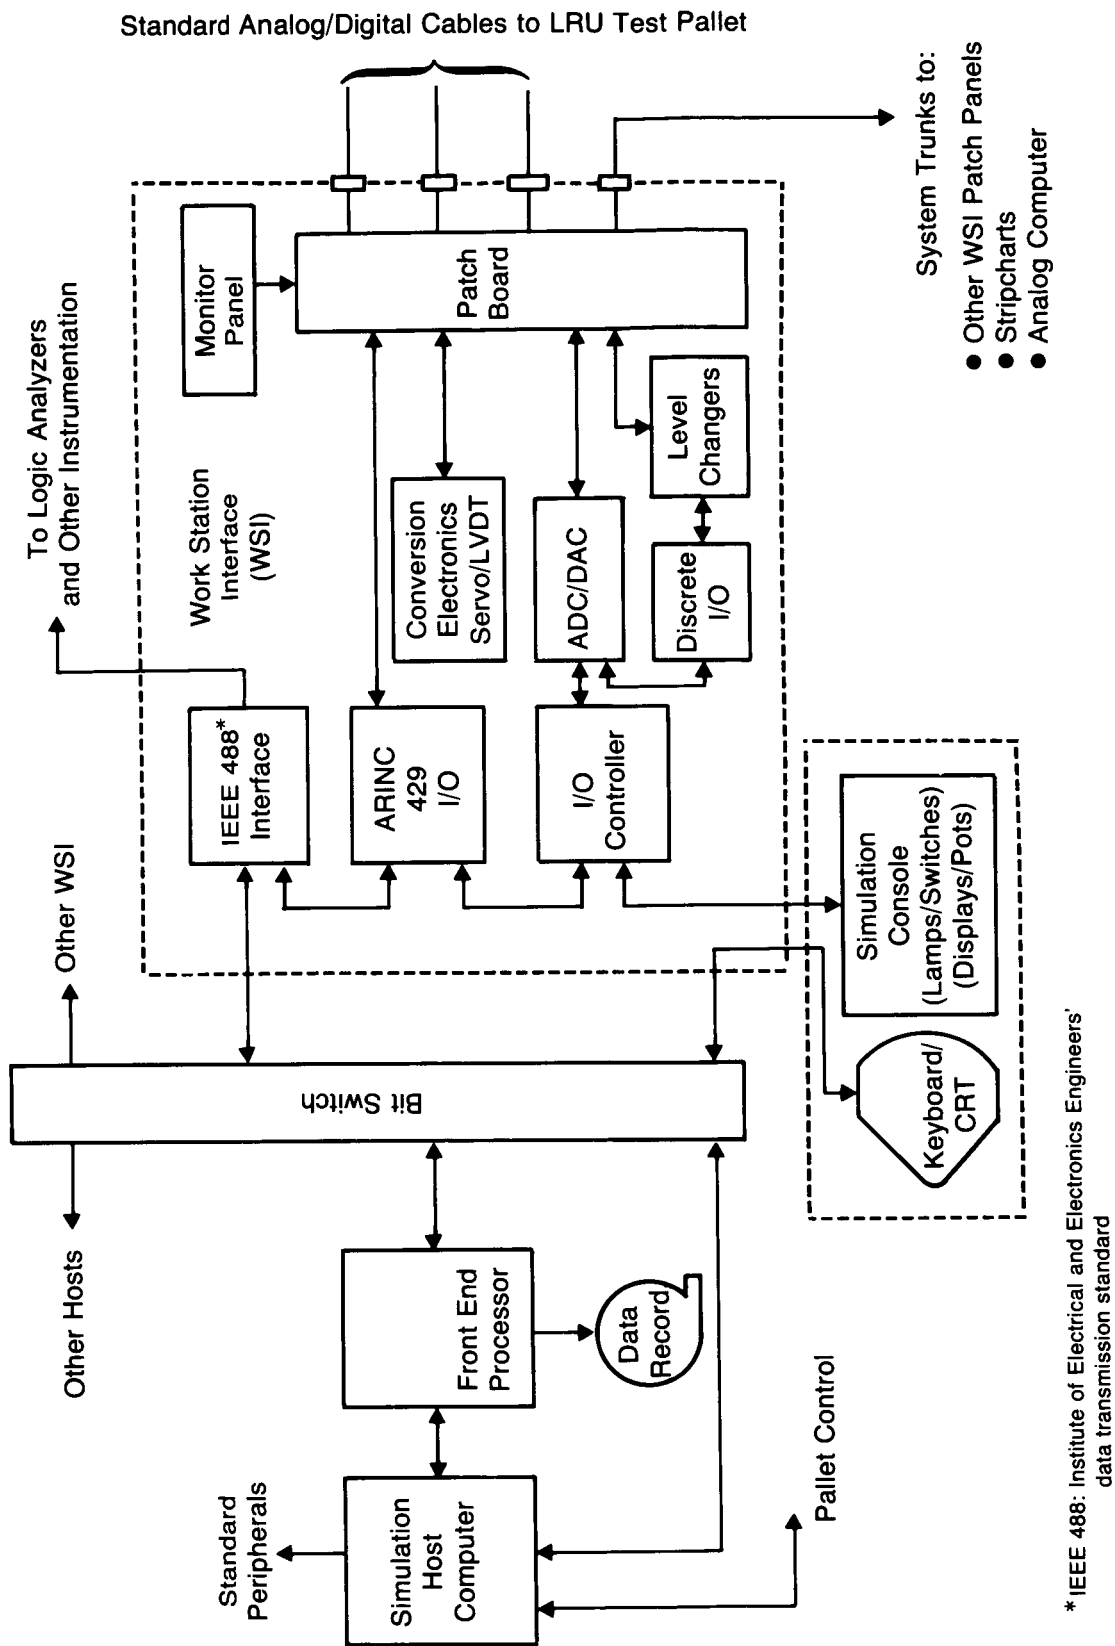 Standard Analog/Digital Cables to LRU Test Pallet
To Logic Analyzers
and Other Instrumentation
Other WSI
Other Hosts
Standard
Peripherals
Simulation
Host
Computer
Front End
Processor
Data
Record
Pallet Control
Bit Switch
Work Station
Interface
(WSI)
IEEE 488*
Interface
ARINC
429
I/O
I/O
Controller
Monitor
Panel
Conversion
Electronics
Servo/LVDT
ADC/DAC
Discrete
I/O
Level
Changers
Patch
Board
Keyboard/
CRT
Simulation
Console
(Lamps/Switches)
(Displays/Pots)
System Trunks to:
● Other WSI Patch Panels
● Stripcharts
● Analog Computer
*IEEE 488: Institute of Electrical and Electronics Engineers'
data transmission standard